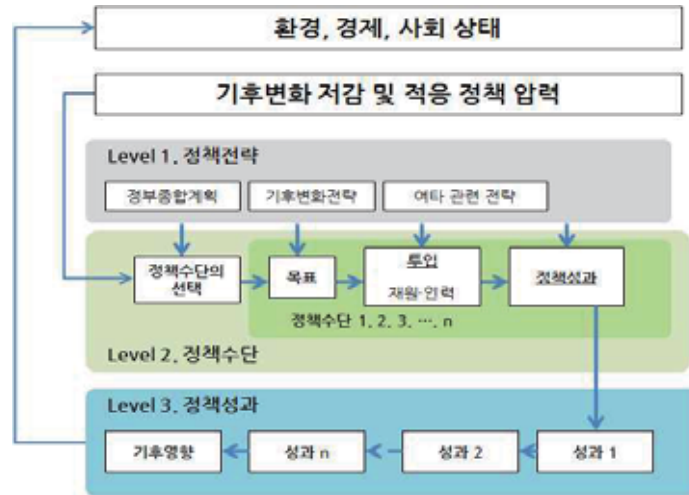 환경, 경제, 사회 상태
기후변화 저감 및 적응 정책 압력
Level 1. 정책전략
정부종합계획
기후변화전략
여타 관련 전략
정책수단의
선택
목표
투입
재원·인력
정책성과
정책수단 1, 2, 3, …, n
Level 2. 정책수단
Level 3. 정책성과
기후영향
성과 n
성과 2
성과 1